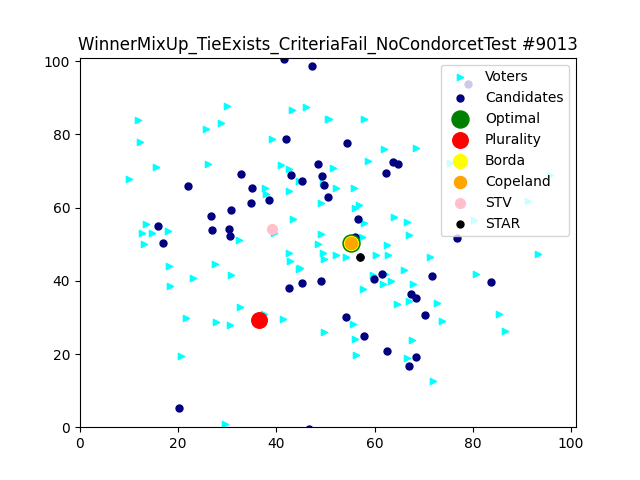 WinnerMixUp_TieExists_CriteriaFail_NoCondorcetTest #9013
100
80
60
40
20
0
0
20
40
60
80
100
Voters
Candidates
Optimal
Plurality
Borda
Copeland
STV
STAR